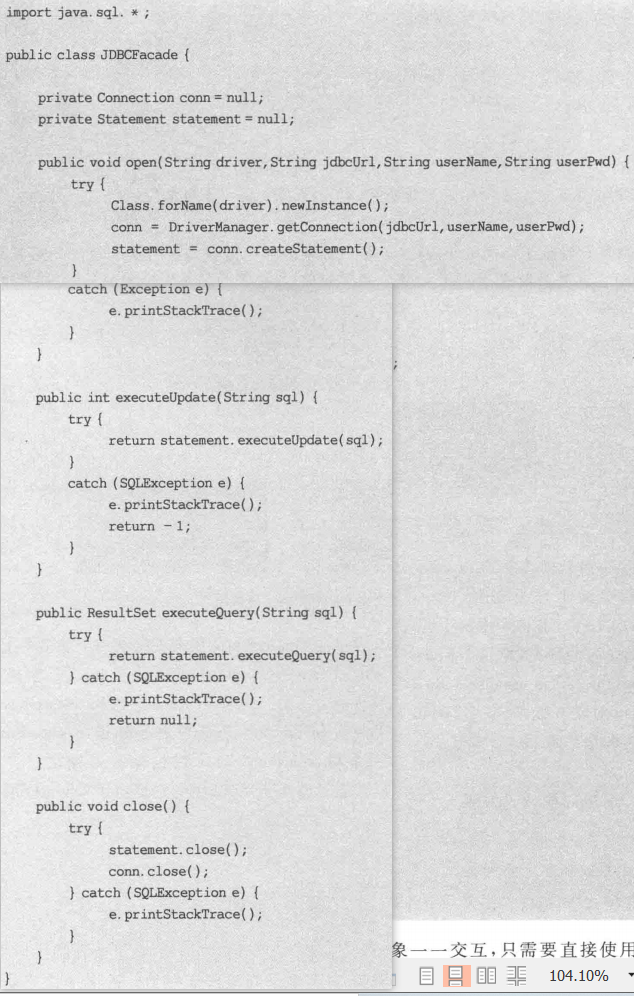 import java.sql. * ;
public class JDBCFacade {
private Connection conn = null;
private Statement statement = null;
public void open(String driver,String jdbcUrl,String userName,String userPwd) {
try {
Class.forName(driver).newInstance();
conn = DriverManager.getConnection(jdbcUrl,userName,userPwd);
statement = conn.createStatement();
}
catch (Exception e) {
e.printStackTrace();
}
}
;
public int executeUpdate(String sql) {
try {
return statement.executeUpdate(sql);
}
catch (SQLException e) {
e.printStackTrace();
return -1;
}
}
public ResultSet executeQuery(String sql) {
try {
return statement.executeQuery(sql);
} catch (SQLException e) {
e.printStackTrace();
return null;
}
}
public void close() {
try {
statement.close();
conn.close();
} catch (SQLException e) {
e.printStackTrace();
}
}
}
象一一交互,只需要直接使用
104.10%